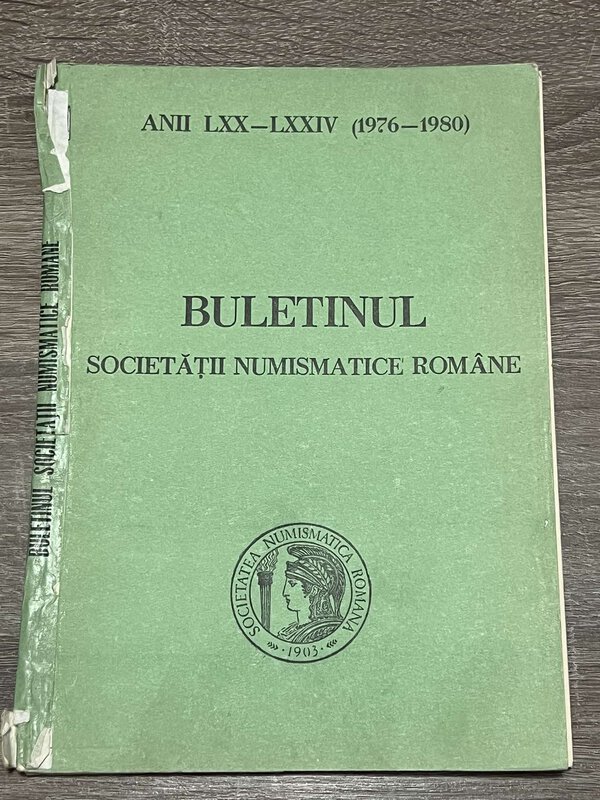 ANII LXX—LXXIV (1976—1980)
BULETINUL
SOCIETĂȚII NUMISMATICE ROMÂNE
SOCIETATEA NUMISMATICA ROMANA
· 1903 ·
BULETINUL SOCIETĂȚII NUMISMATICE ROMÂNE